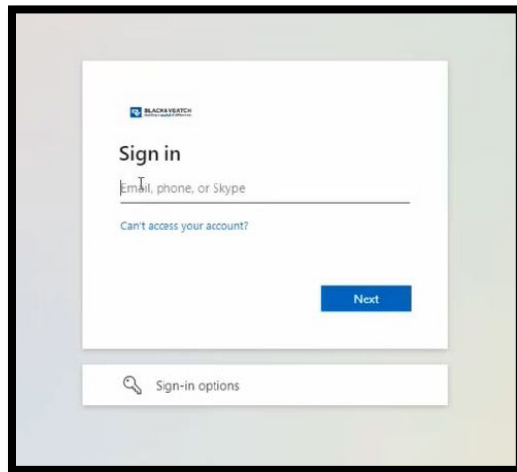 BLACK & VEATCH
Sign in
Email, phone, or Skype
Can't access your account?
Next
Sign-in options